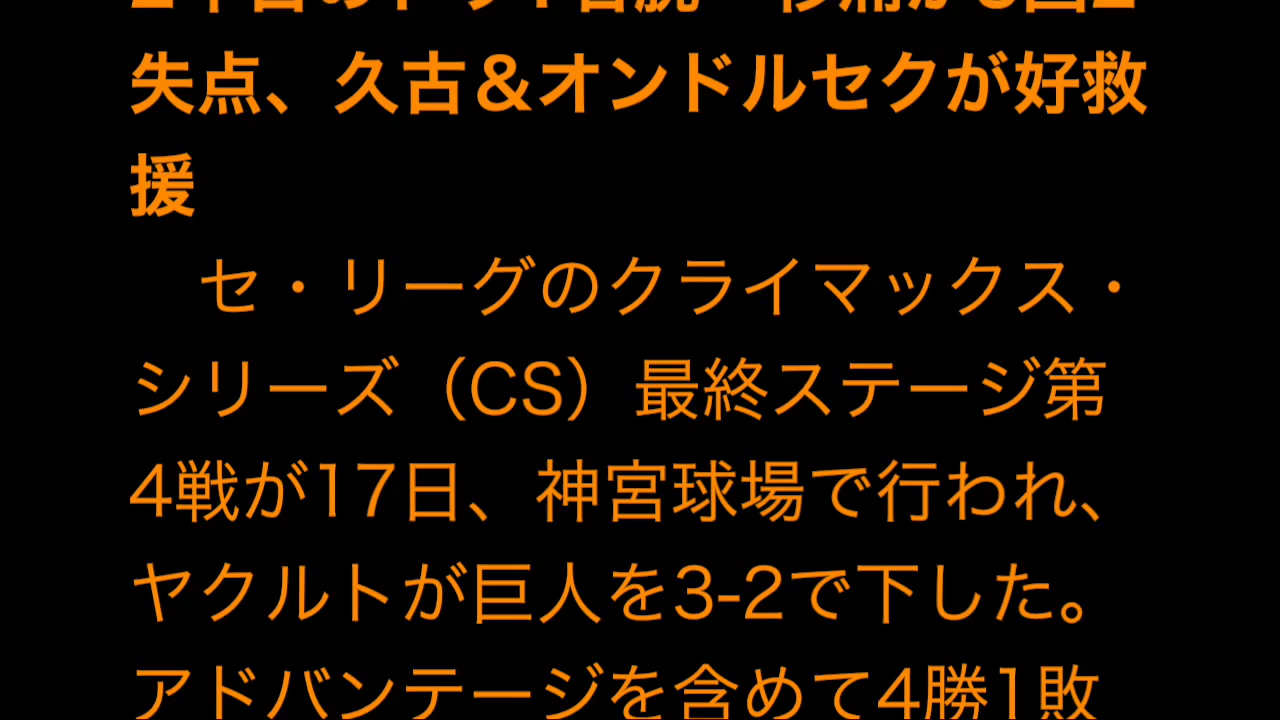 失点、久古＆オンドルセクが好救
援
　セ・リーグのクライマックス・
シリーズ（CS）最終ステージ第
4戦が17日、神宮球場で行われ、
ヤクルトが巨人を3-2で下した。
アドバンテージを含めて4勝1敗